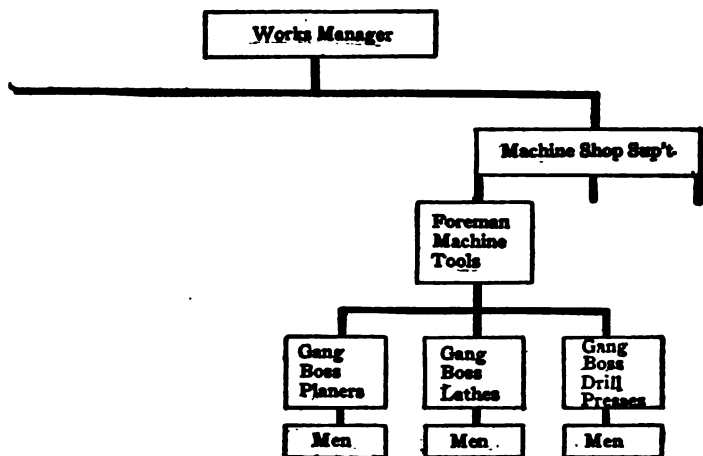 Works Manager
Machine Shop Sup't.
Foreman
Machine
Tools
Gang
Boss
Planers
Gang
Boss
Lathes
Gang
Boss
Drill
Presses
Men
Men
Men